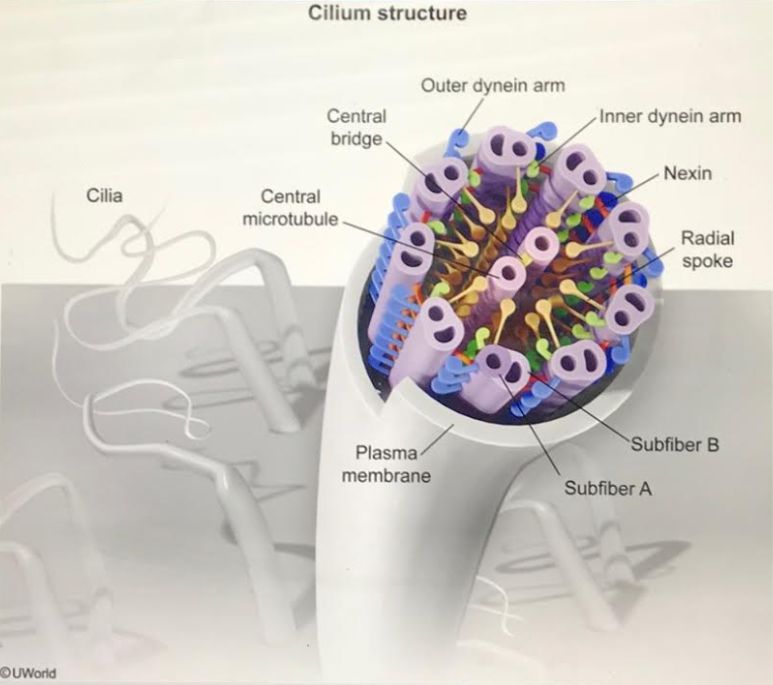 Cilium structure
Outer dynein arm
Central
bridge
Inner dynein arm
Nexin
Cilia
Central
microtubule
Radial
spoke
Plasma
membrane
Subfiber B
Subfiber A
©UWorld